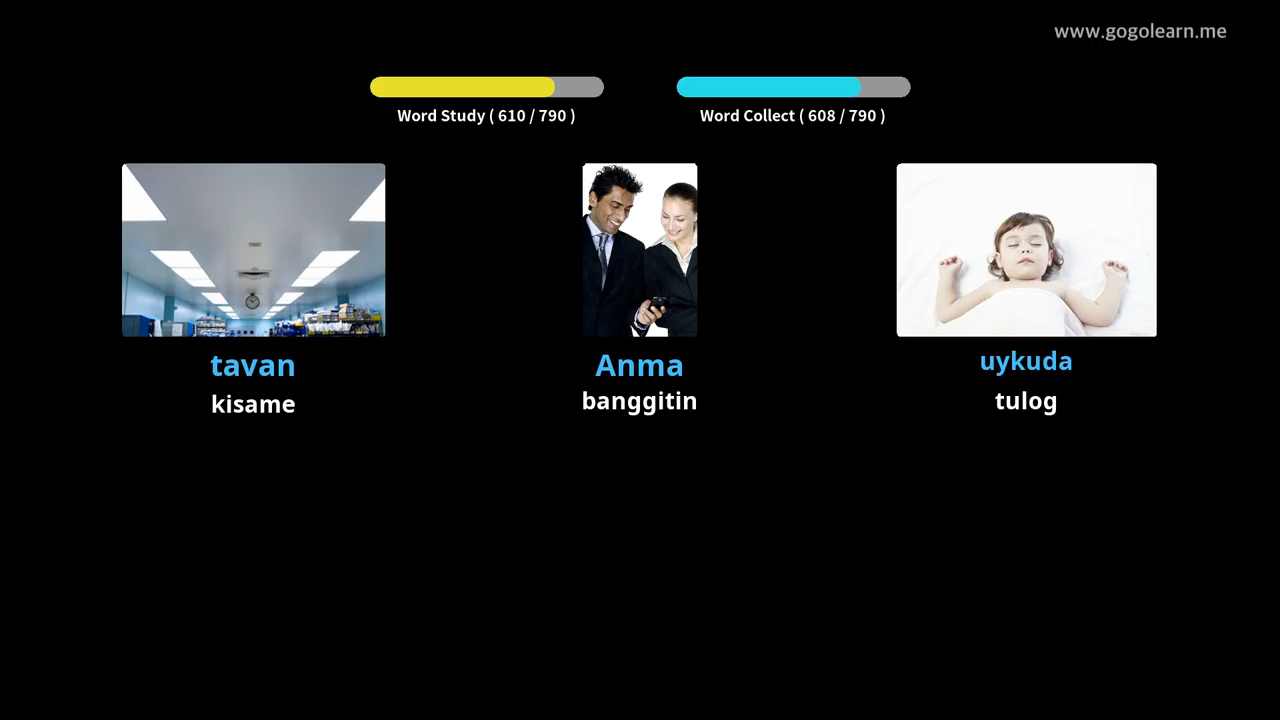 www.gogolearn.me
Word Study ( 610 / 790 )
Word Collect ( 608 / 790 )
tavan
kisame
Anma
banggitin
uykuda
tulog